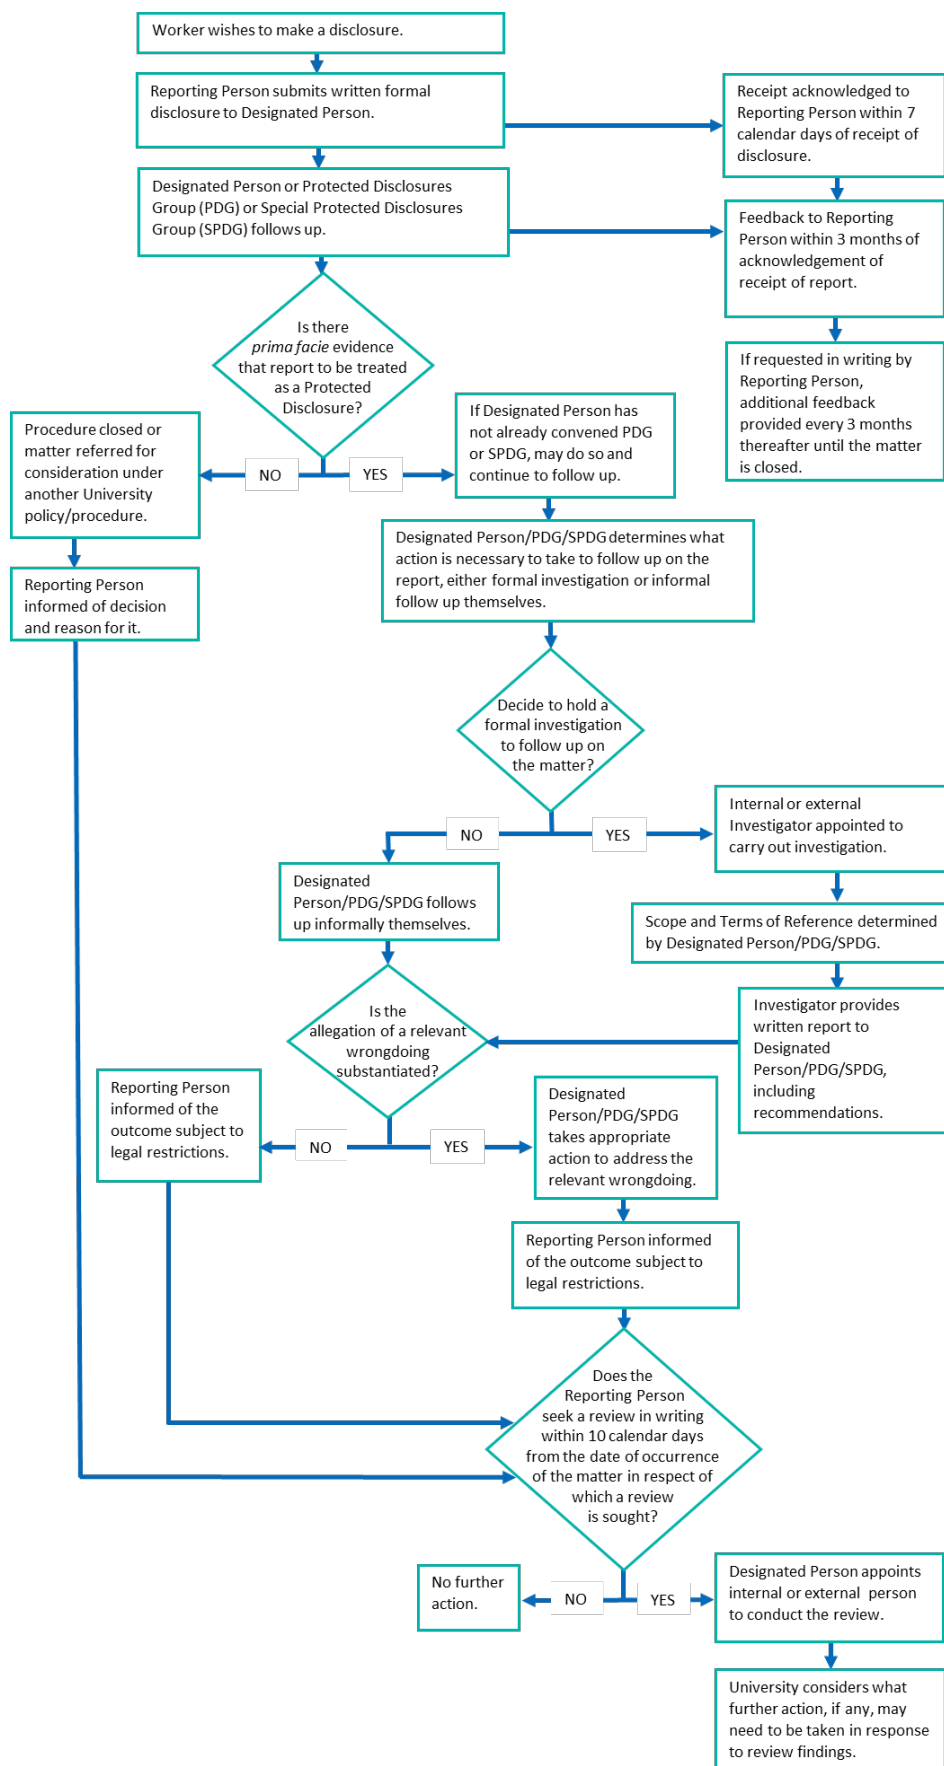 Worker wishes to make a disclosure.
Reporting Person submits written formal
disclosure to Designated Person.
Receipt acknowledged to
Reporting Person within 7
calendar days of receipt of
disclosure.
Designated Person or Protected Disclosures
Group (PDG) or Special Protected Disclosures
Group (SPDG) follows up.
Feedback to Reporting
Person within 3 months of
acknowledgement of
receipt of report.
Is there
prima facie evidence
that report to be treated
as a Protected
Disclosure?
If requested in writing by
Reporting Person,
additional feedback
provided every 3 months
thereafter until the matter
is closed.
Procedure closed or
matter referred for
consideration under
another University
policy/procedure.
NO
YES
If Designated Person has
not already convened PDG
or SPDG, may do so and
continue to follow up.
Reporting Person
informed of decision
and reason for it.
Designated Person/PDG/SPDG determines what
action is necessary to take to follow up on the
report, either formal investigation or informal
follow up themselves.
Decide to hold a
formal investigation
to follow up on
the matter?
NO
YES
Internal or external
Investigator appointed to
carry out investigation.
Designated
Person/PDG/SPDG follows
up informally themselves.
Scope and Terms of Reference determined
by Designated Person/PDG/SPDG.
Investigator provides
written report to
Designated
Person/PDG/SPDG,
including
recommendations.
Is the
allegation of a relevant
wrongdoing
substantiated?
Reporting Person
informed of the
outcome subject to
legal restrictions.
NO
YES
Designated
Person/PDG/SPDG
takes appropriate
action to address the
relevant wrongdoing.
Reporting Person informed
of the outcome subject to
legal restrictions.
Does the
Reporting Person
seek a review in writing
within 10 calendar days
from the date of occurrence
of the matter in respect of
which a review
is sought?
No further
action.
NO
YES
Designated Person appoints
internal or external person
to conduct the review.
University considers what
further action, if any, may
need to be taken in response
to review findings.